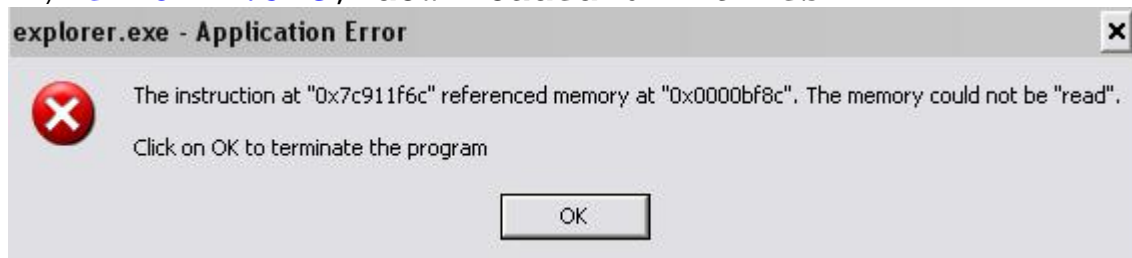 explorer.exe - Application Error
The instruction at "0x7c911f6c" referenced memory at "0x0000bf8c". The memory could not be "read".
Click on OK to terminate the program
OK